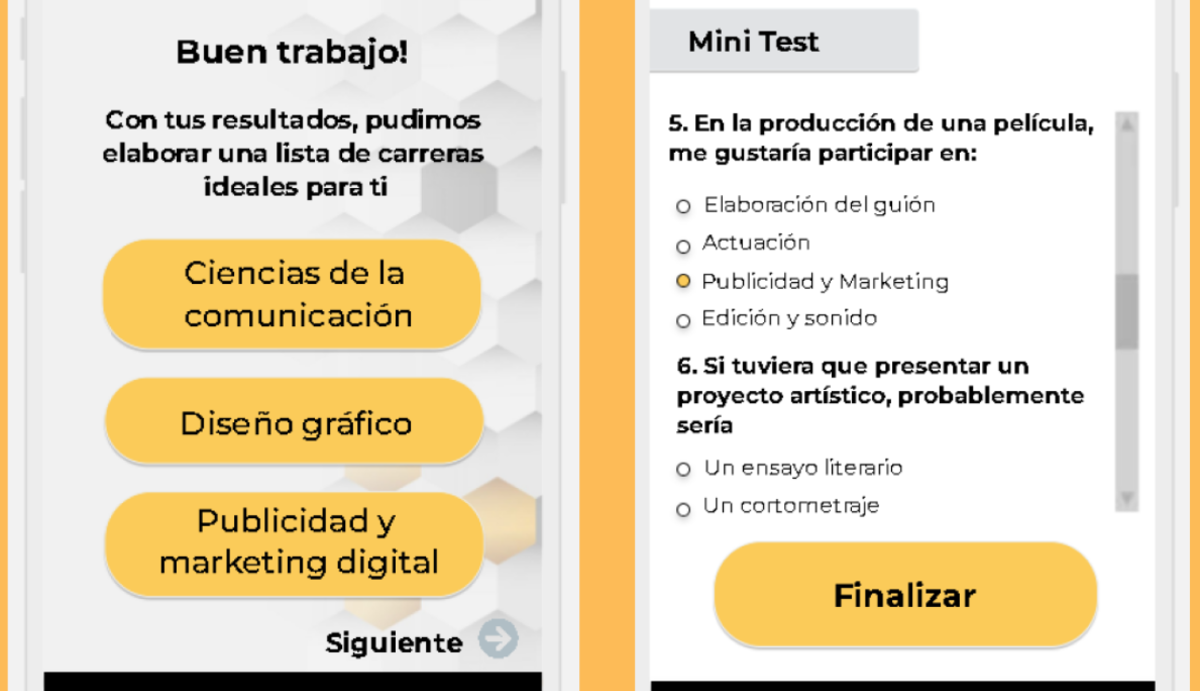 Buen trabajo!
Con tus resultados, pudimos
elaborar una lista de carreras
ideales para ti
Ciencias de la
comunicación
Diseño gráfico
Publicidad y
marketing digital
Siguiente
Mini Test
5. En la producción de una película,
me gustaría participar en:
Elaboración del guión
Actuación
Publicidad y Marketing
Edición y sonido
6. Si tuviera que presentar un
proyecto artístico, probablemente
sería
Un ensayo literario
Un cortometraje
Finalizar